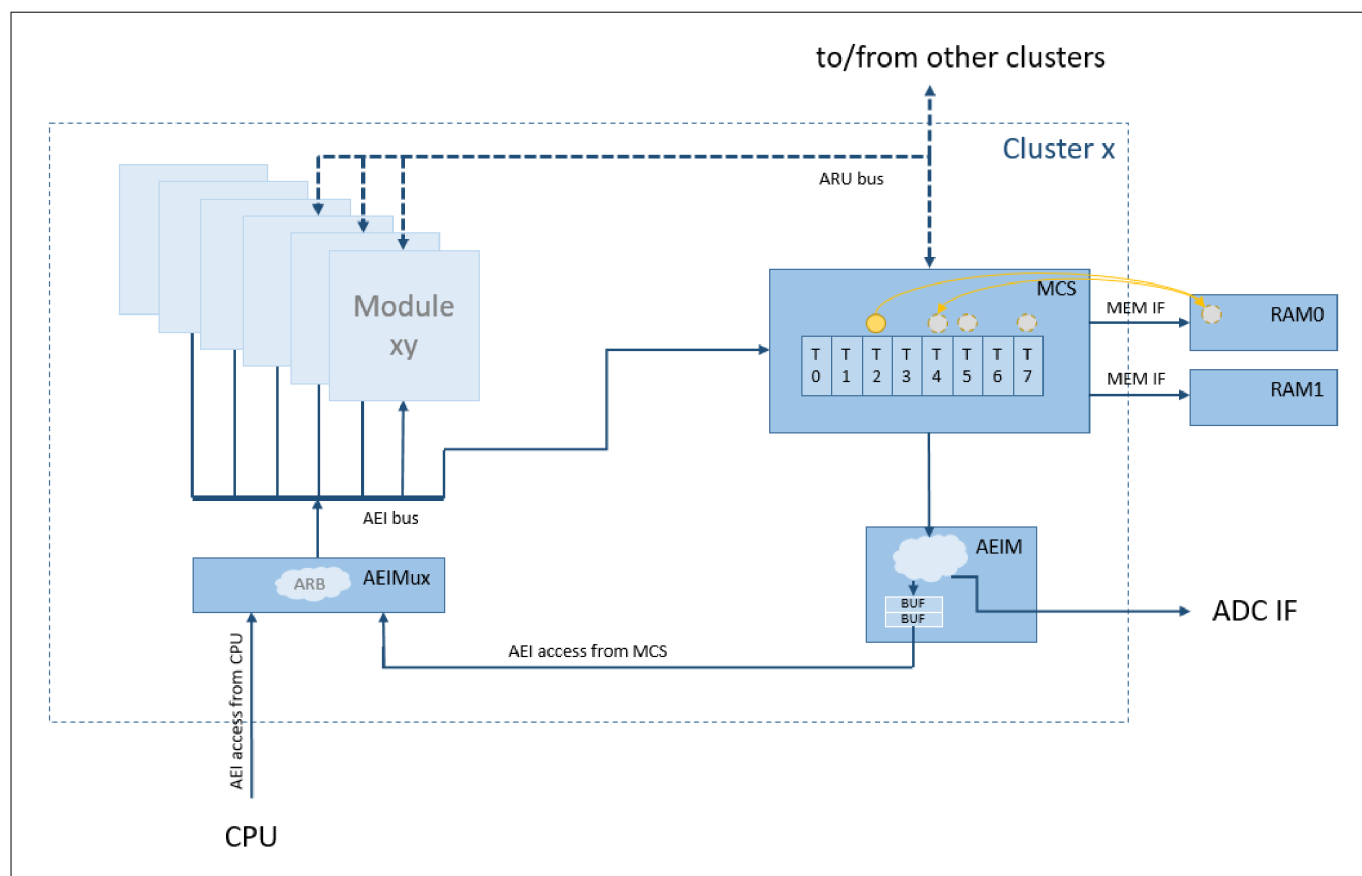 to/from other clusters
Cluster x
ARU bus
Module
xy
MCS
T T T T T T T T
0 1 2 3 4 5 6 7
MEM IF
RAM0
MEM IF
RAM1
AEI bus
AEIM
BUF
BUF
ARB
AEIMux
ADC IF
AEI access from MCS
AEI access from CPU
CPU